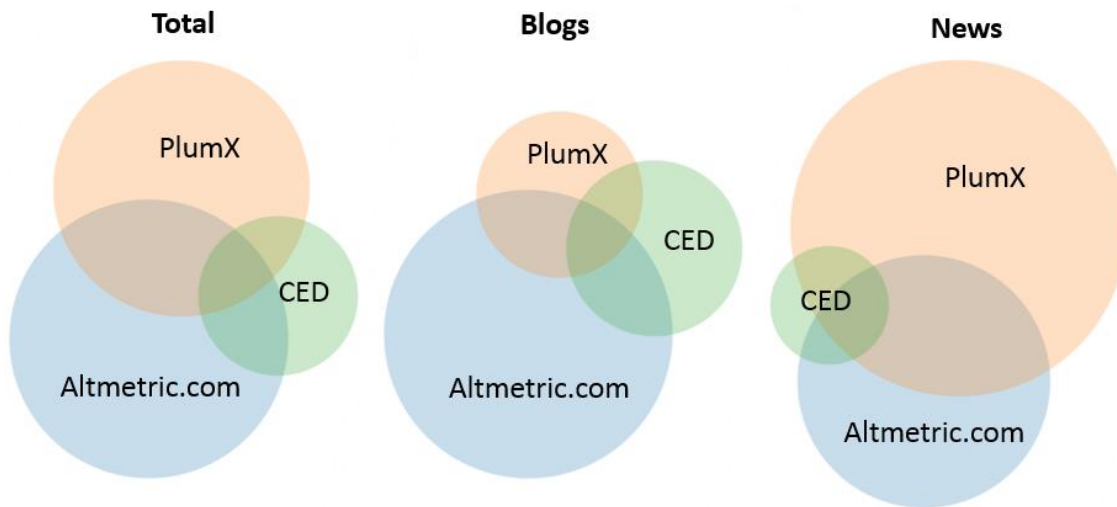 Total
PlumX
CED
Altmetric.com
Blogs
PlumX
CED
Altmetric.com
News
PlumX
CED
Altmetric.com